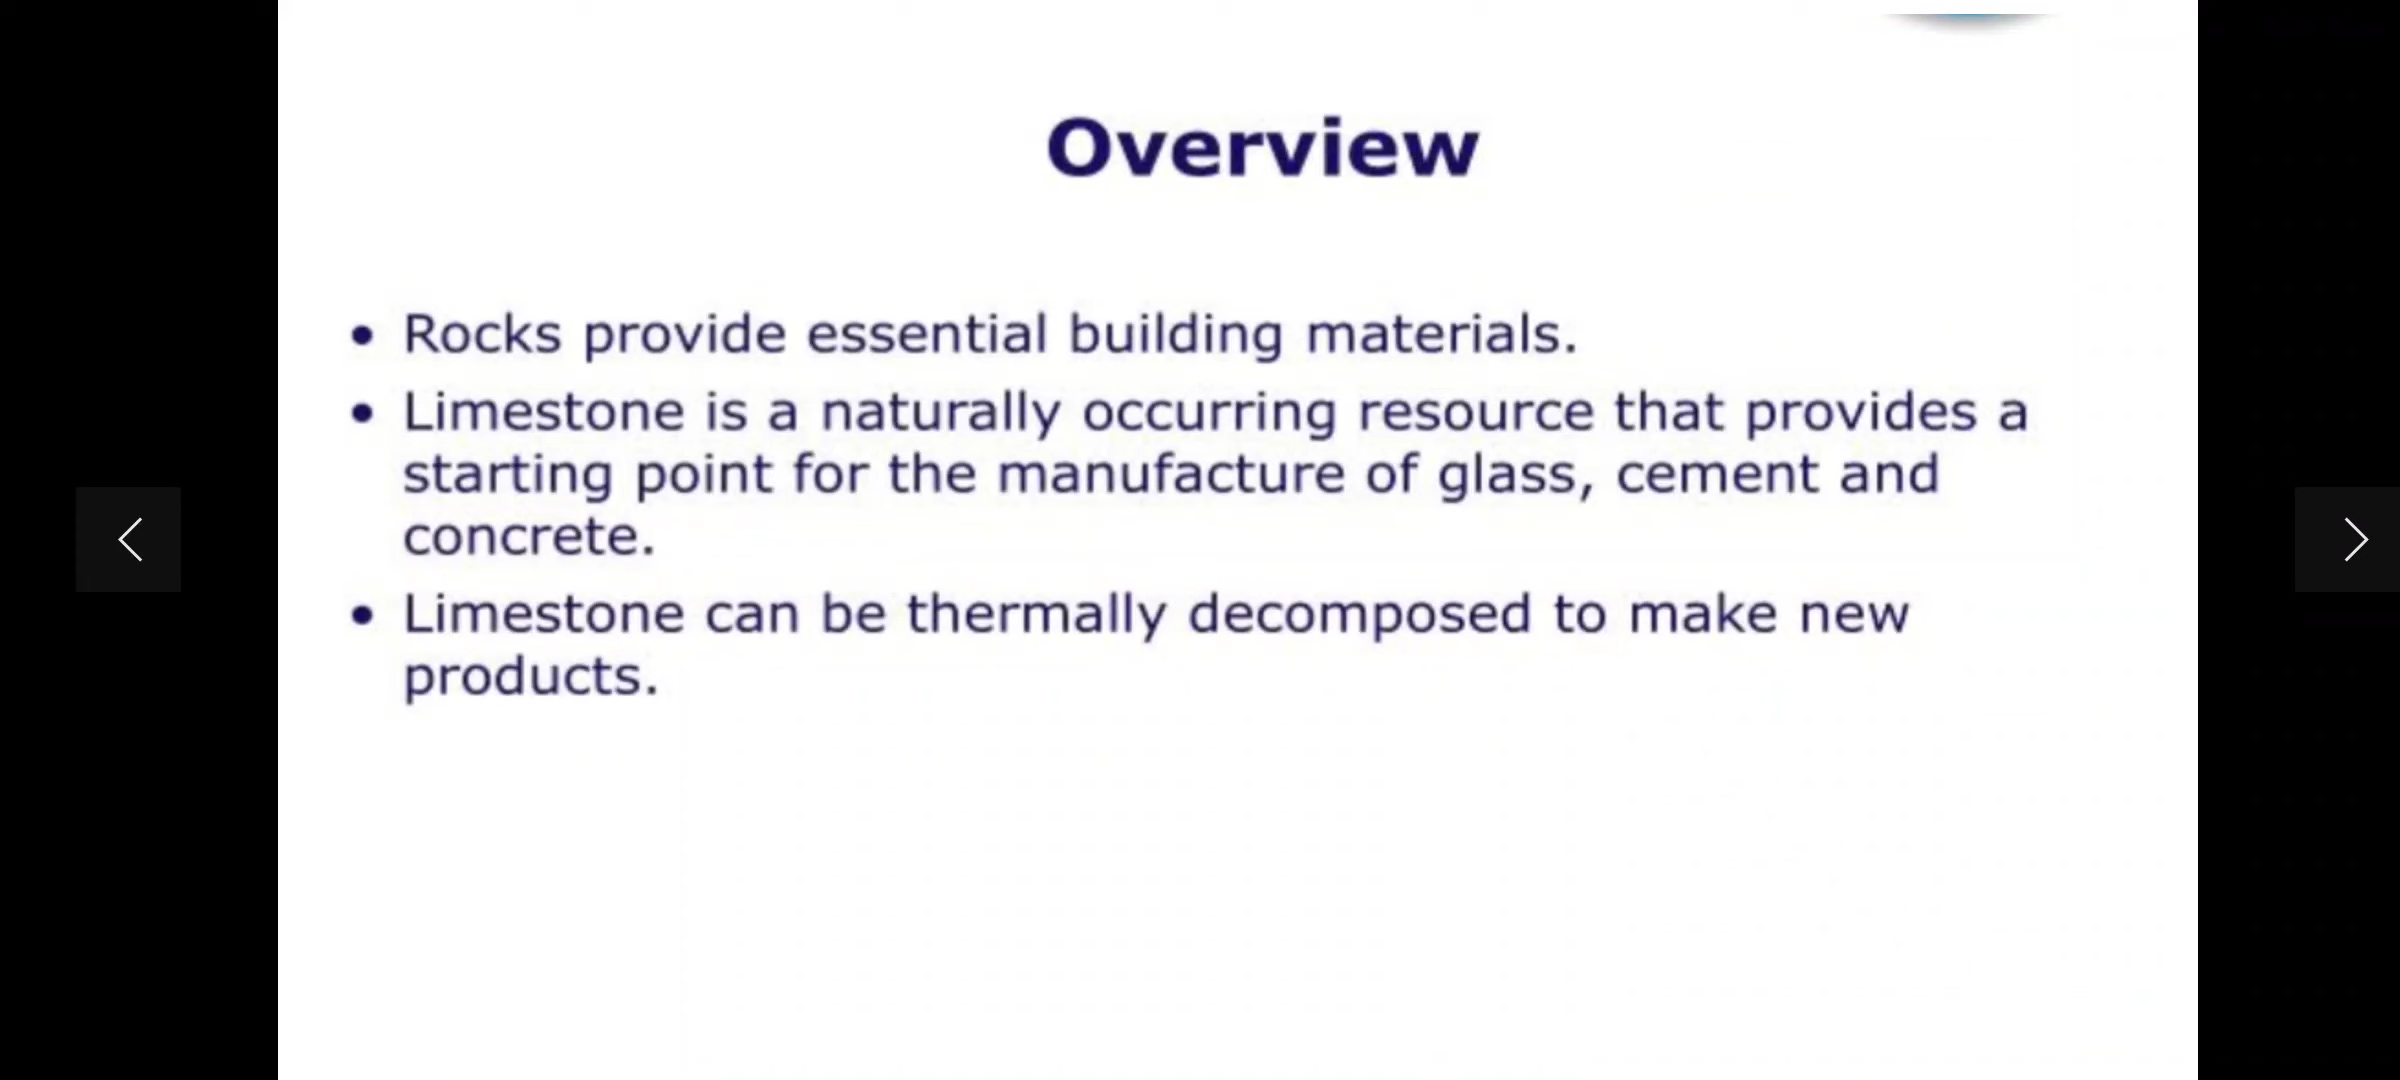 Overview
• Rocks provide essential building materials.
• Limestone is a naturally occurring resource that provides a
starting point for the manufacture of glass, cement and
concrete.
• Limestone can be thermally decomposed to make new
products.